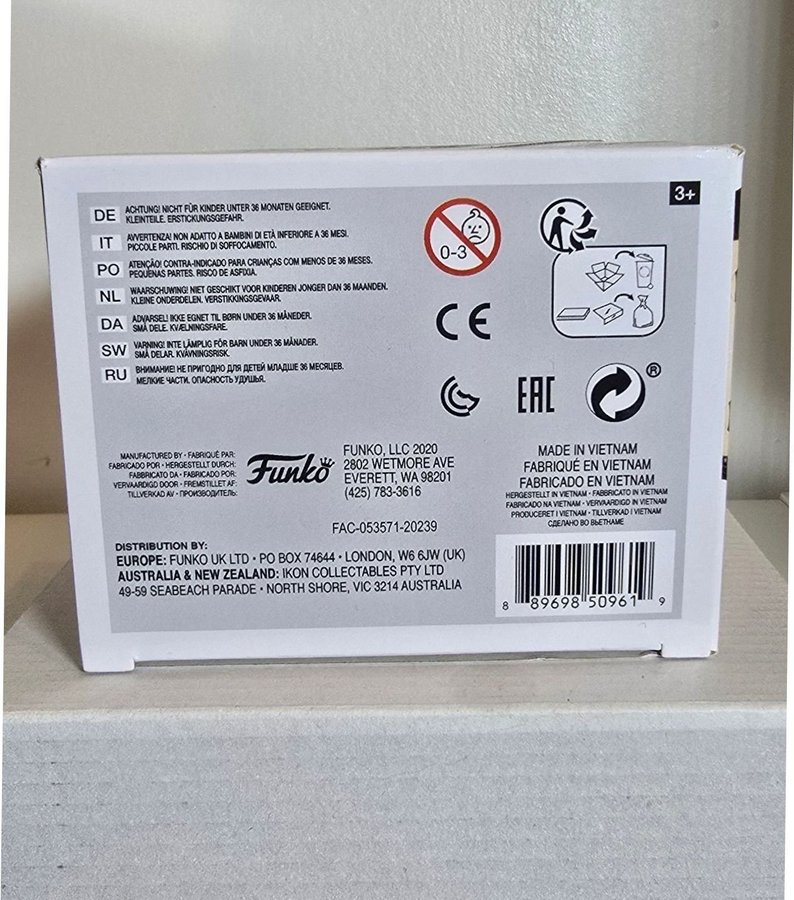 3+
DE ACHTUNG! NICHT FÜR KINDER UNTER 36 MONATEN GEEIGNET.
KLEINTEILE. ERSTICKUNGSGEFAHR.
IT AVVERTENZA! NON ADATTO A BAMBINI DI ETÀ INFERIORE A 36 MESI.
PICCOLE PARTI. RISCHIO DI SOFFOCAMENTO.
PO ATENÇÃO! CONTRA-INDICADO PARA CRIANÇAS COM MENOS DE 36 MESES.
PEQUENAS PARTES. RISCO DE ASFIXIA.
NL WAARSCHUWING! NIET GESCHIKT VOOR KINDEREN JONGER DAN 36 MAANDEN.
KLEINE ONDERDELEN. VERSTIKKINGSGEVAAR.
DA ADVARSEL! IKKE EGNET TIL BØRN UNDER 36 MÅNEDER.
SMÅ DELE. KVÆLNINGSFARE.
SW VARNING! INTE LÄMPLIG FÖR BARN UNDER 36 MÅNADER.
SMÅ DELAR. KVÄVNINGSRISK.
RU ВНИМАНИЕ! НЕ ПРИГОДНО ДЛЯ ДЕТЕЙ МЛАДШЕ 36 МЕСЯЦЕВ.
МЕЛКИЕ ЧАСТИ. ОПАСНОСТЬ УДУШЬЯ.
0-3
CE
EAC
®
MANUFACTURED BY • FABRIQUÉ PAR:
FABRICADO POR • HERGESTELLT DURCH:
FABBRICATO DA • FABRICADO POR:
VERVAARDIGD DOOR • FREMSTILLET AF:
TILLVERKAD AV • ПРОИЗВОДИТЕЛЬ:
Funko
FUNKO, LLC 2020
2802 WETMORE AVE
EVERETT, WA 98201
(425) 783-3616
FAC-053571-20239
MADE IN VIETNAM
FABRIQUÉ EN VIETNAM
FABRICADO EN VIETNAM
HERGESTELLT IN VIETNAM • FABBRICATO IN VIETNAM
FABRICADO NA VIETNAM • VERVAARDIGD IN VIETNAM
PRODUCERET I VIETNAM • TILLVERKAD I VIETNAM
СДЕЛАНО ВО ВЬЕТНАМЕ
DISTRIBUTION BY:
EUROPE: FUNKO UK LTD • PO BOX 74644 • LONDON, W6 6JW (UK)
AUSTRALIA & NEW ZEALAND: IKON COLLECTABLES PTY LTD
49-59 SEABEACH PARADE • NORTH SHORE, VIC 3214 AUSTRALIA
8 89698 50961 9